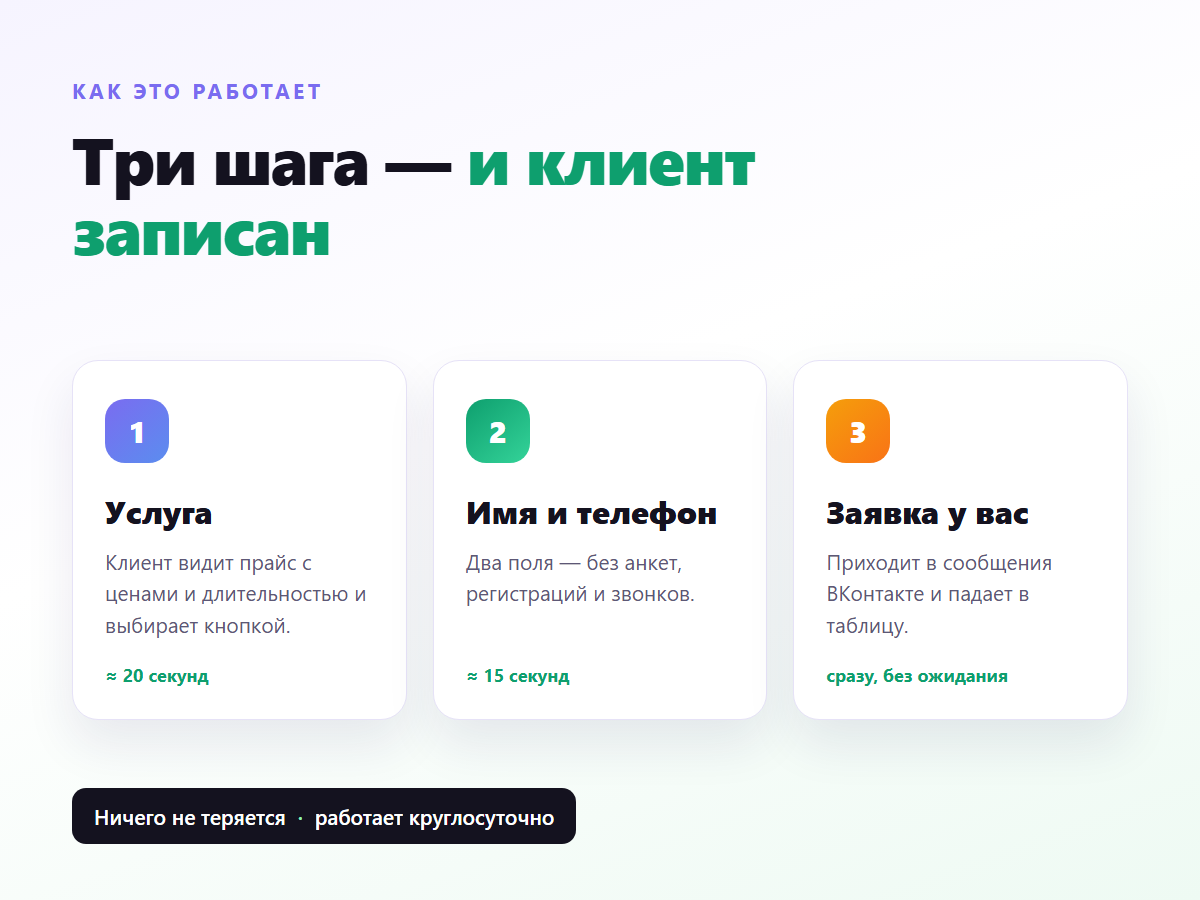 КАК ЭТО РАБОТАЕТ
Три шага — и клиент
записан
1
Услуга
Клиент видит прайс с
ценами и длительностью и
выбирает кнопкой.
≈ 20 секунд
2
Имя и телефон
Два поля — без анкет,
регистраций и звонков.
≈ 15 секунд
3
Заявка у вас
Приходит в сообщения
ВКонтакте и падает в
таблицу.
сразу, без ожидания
Ничего не теряется · работает круглосуточно